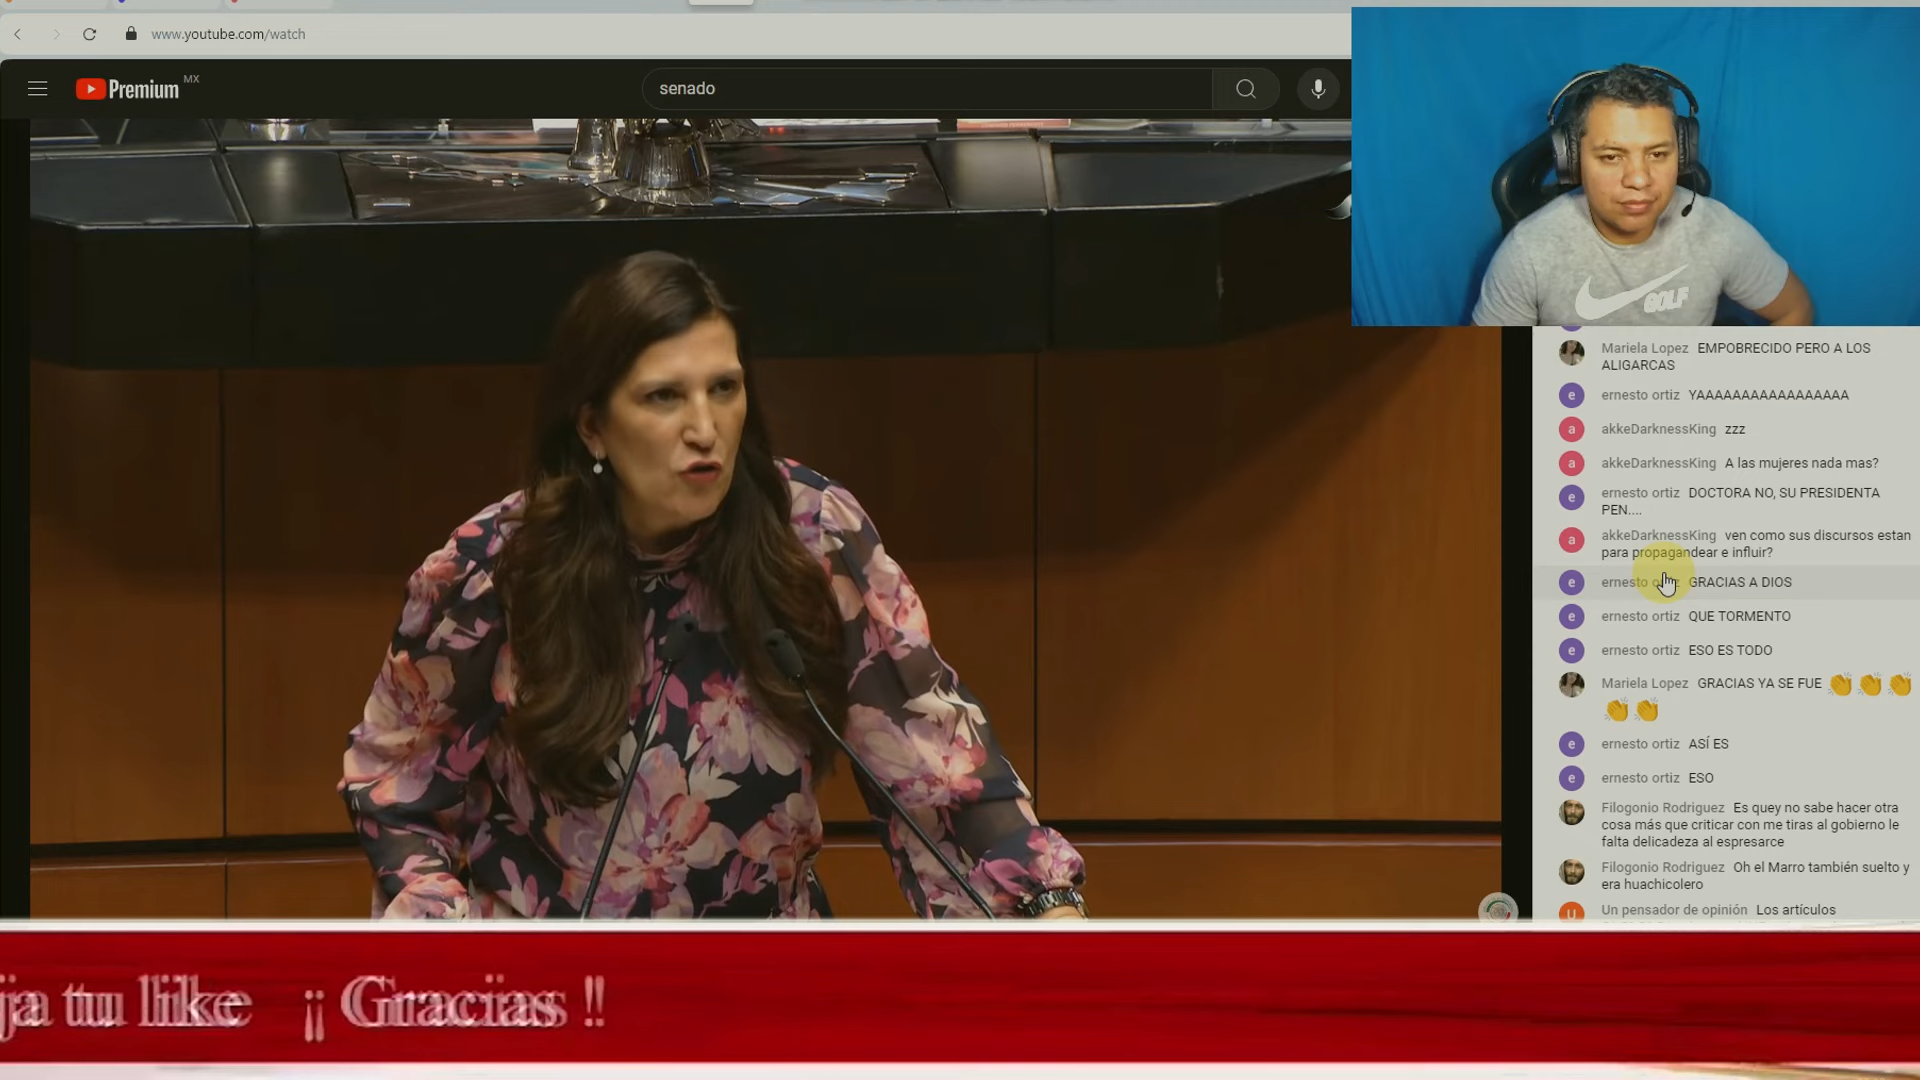 www.youtube.com/watch
Premium MX
senado
GOLF
Mariela Lopez EMPOBRECIDO PERO A LOS
ALIGARCAS
e ernesto ortiz YAAAAAAAAAAAAAAAAA
a akkeDarknessKing zzz
a akkeDarknessKing A las mujeres nada mas?
e ernesto ortiz DOCTORA NO, SU PRESIDENTA
PEN....
a akkeDarknessKing ven como sus discursos estan
para propagandear e influir?
e ernesto GRACIAS A DIOS
e ernesto ortiz QUE TORMENTO
e ernesto ortiz ESO ES TODO
Mariela Lopez GRACIAS YA SE FUE 👏👏👏
👏👏
e ernesto ortiz ASÍ ES
e ernesto ortiz ESO
Filogonio Rodriguez Es quey no sabe hacer otra
cosa más que criticar con me tiras al gobierno le
falta delicadeza al espresarce
Filogonio Rodriguez Oh el Marro también suelto y
era huachicolero
U Un pensador de opinión Los artículos
ja tu like ¡¡ Gracias !!